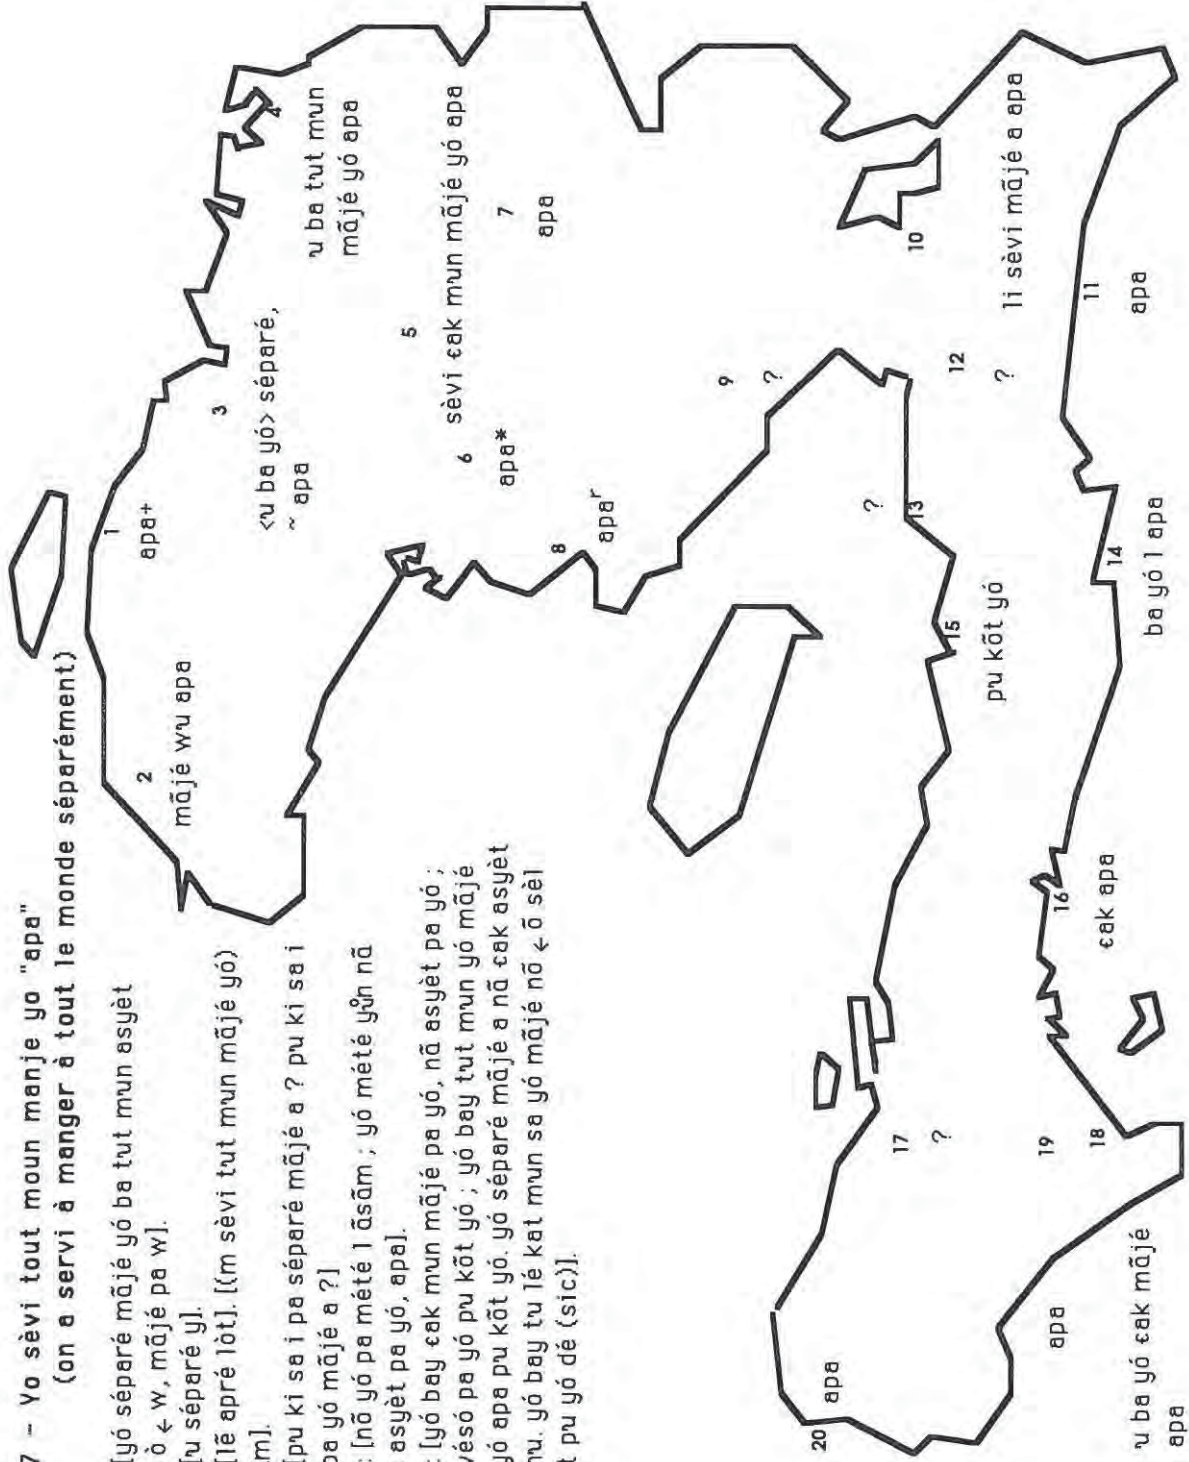 7 - Yo sèvi tout moun manje yo "apa"
(on a servi à manger à tout le monde séparément)
[yó séparé mãjé yó ba tut mun asyèt
ò ← w, mãjé pa w].
[u séparé y].
[lẽ apré lòt]. [(m sèvi tut mun mãjé yó)
m].
[pu ki sa i pa séparé mãjé a ? pu ki sa i
ba yó mãjé a ?]
: [nõ yó pa mété l ãsãm ; yó mété yũn nã
asyèt pa yó, apa].
: [yó bay ɛak mun mãjé pa yó, nã asyèt pa yó ;
vésó pa yó pu kõt yó ; yó bay tut mun yó mãjé
yó apa pu kõt yó. yó séparé mãjé a nã ɛak asyèt
yó bay tu lé kat mun sa yó mãjé nõ ← õ sèl
t pu yó dé (sic)].
1
apa+
2
mãjé wu apa
3
<u ba yó> séparé,
~ apa
4
u ba tut mun
mãjé yó apa
5
sèvi ɛak mun mãjé yó apa
6
apa*
7
apa
8
apaʳ
9
?
10
li sèvi mãjé a apa
11
apa
12
?
13
?
14
ba yó l apa
15
pu kõt yó
16
ɛak apa
17
?
18
19
u ba yó ɛak mãjé
apa
apa
20
apa